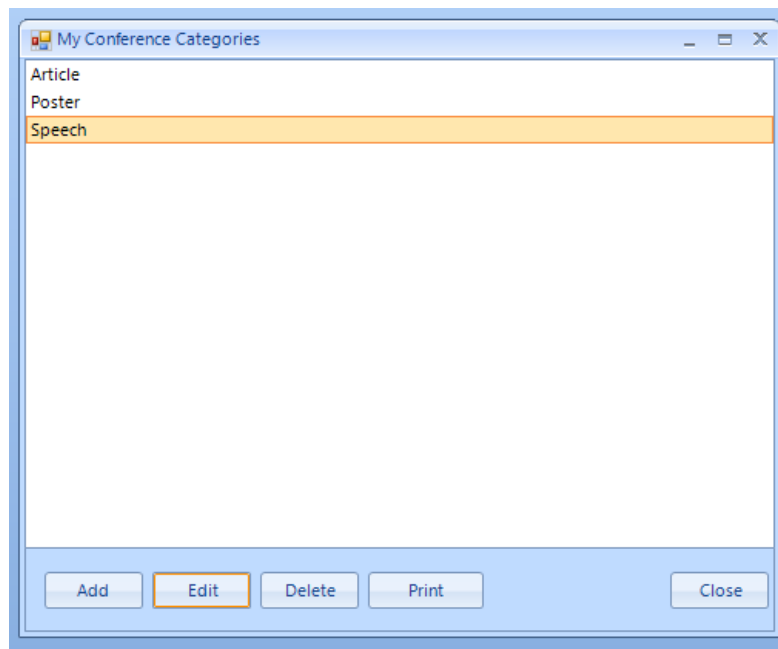 My Conference Categories
Article
Poster
Speech
Add Edit Delete Print Close